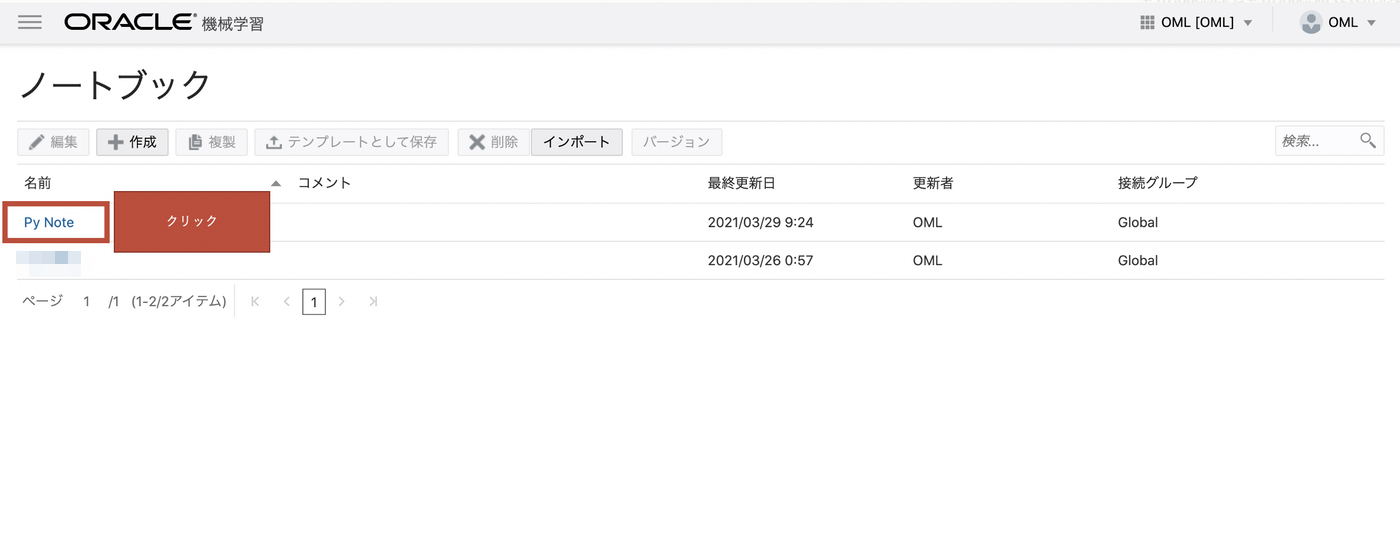 ORACLE 機械学習 OML [OML] OML
ノートブック
編集 作成 複製 テンプレートとして保存 削除 インポート バージョン 検索...
名前 コメント 最終更新日 更新者 接続グループ
Py Note クリック 2021/03/29 9:24 OML Global
2021/03/26 0:57 OML Global
ページ 1 /1 (1-2/2アイテム) 1